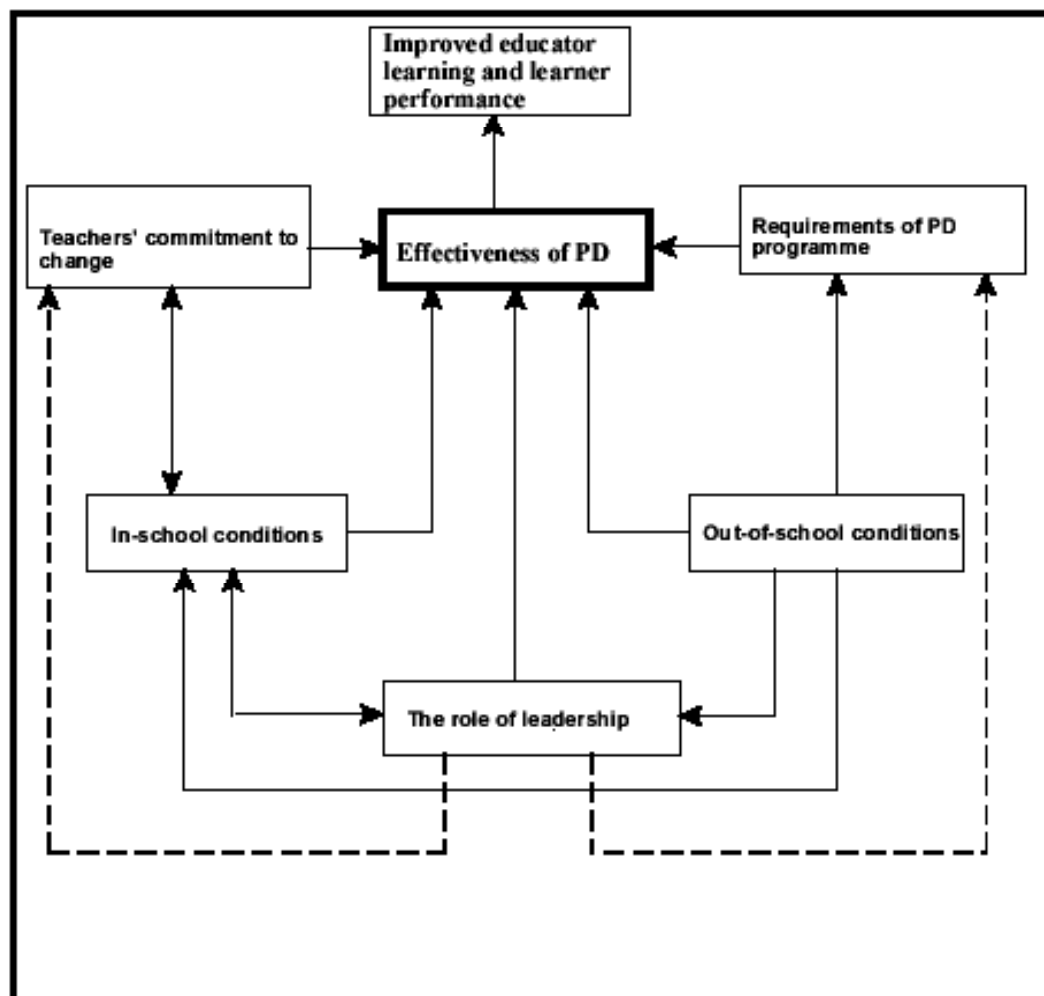 Improved educator
learning and learner
performance
Teachers' commitment to
change
Effectiveness of PD
Requirements of PD
programme
In-school conditions
Out-of-school conditions
The role of leadership